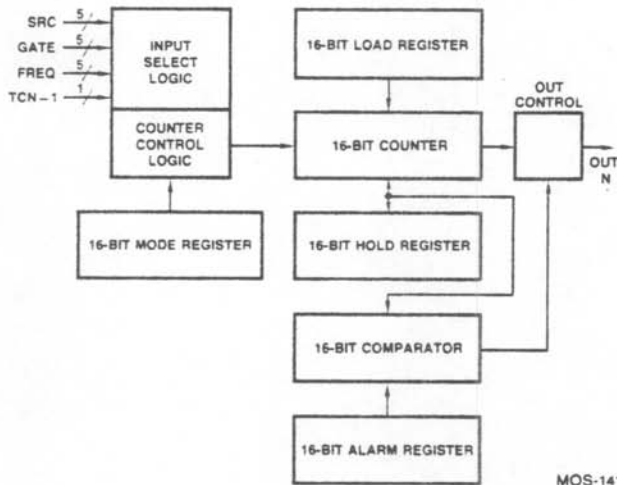 SRC 5
GATE 5
FREQ 5
TCN-1 1
INPUT
SELECT
LOGIC
COUNTER
CONTROL
LOGIC
16-BIT MODE REGISTER
16-BIT LOAD REGISTER
16-BIT COUNTER
16-BIT HOLD REGISTER
16-BIT COMPARATOR
16-BIT ALARM REGISTER
OUT
CONTROL
OUT
N